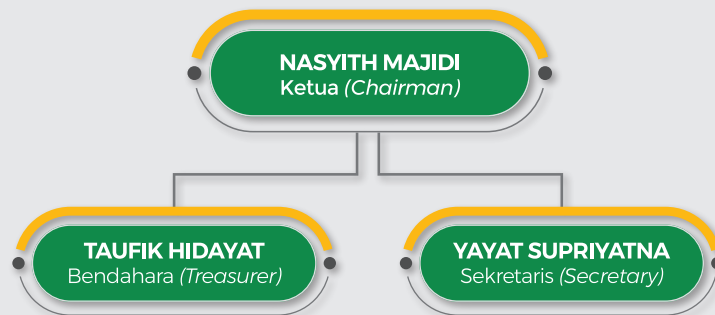 NASYITH MAJIDI
Ketua (Chairman)
TAUFIK HIDAYAT
Bendahara (Treasurer)
YAYAT SUPRIYATNA
Sekretaris (Secretary)